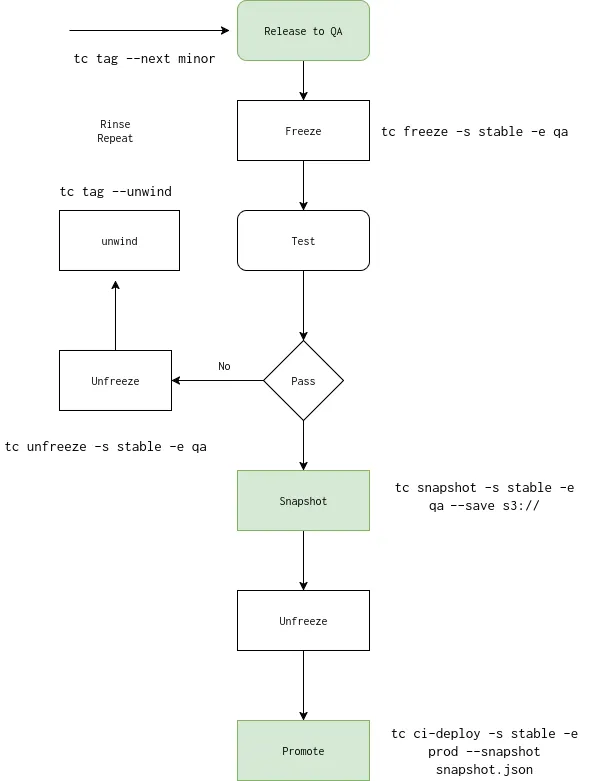 Release to QA
tc tag --next minor
Rinse
Repeat
Freeze
tc freeze -s stable -e qa
tc tag --unwind
unwind
Test
No
Unfreeze
Pass
tc unfreeze -s stable -e qa
Snapshot
tc snapshot -s stable -e
qa --save s3://
Unfreeze
Promote
tc ci-deploy -s stable -e
prod --snapshot
snapshot.json